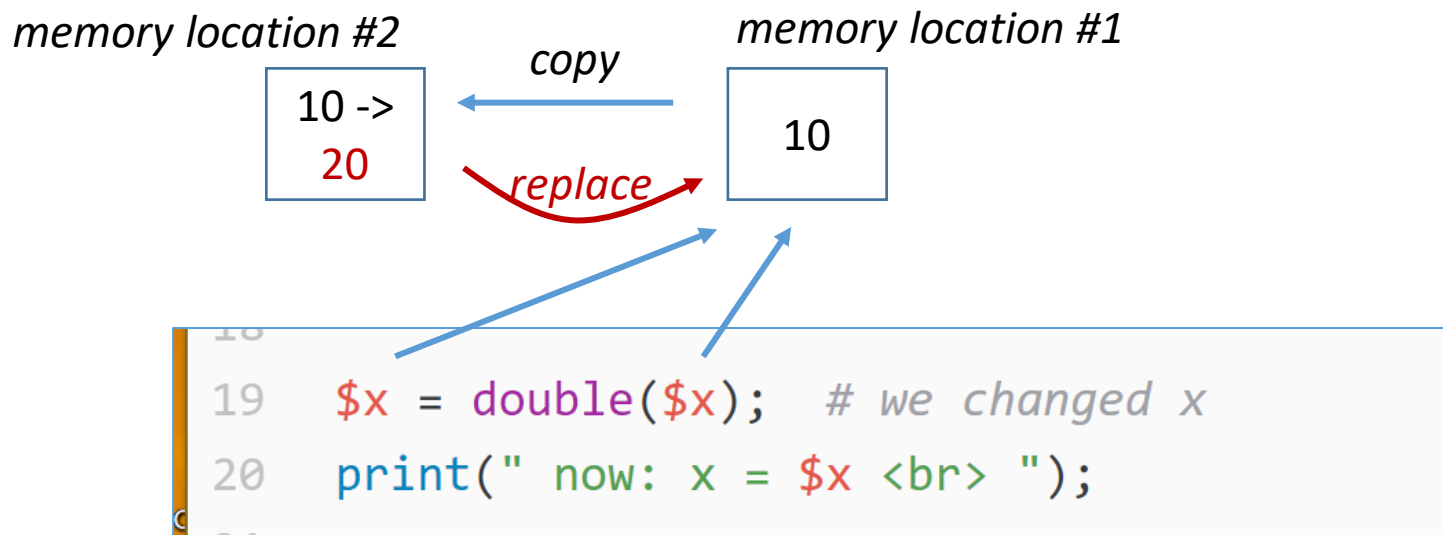 memory location #2
memory location #1
copy
10 ->
20
10
replace
18
19 $x = double($x); # we changed x
20 print(" now: x = $x <br> ");